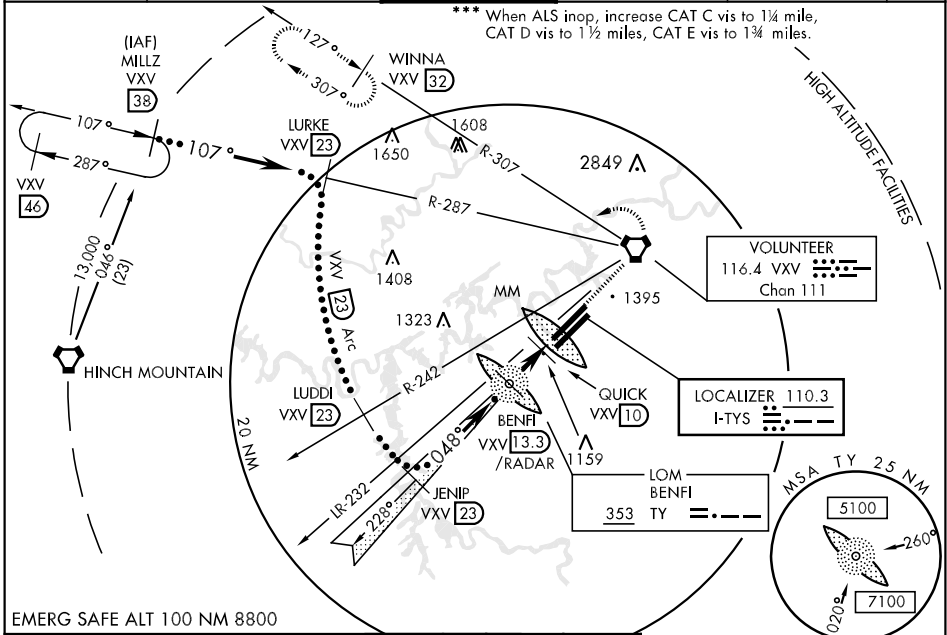 *** When ALS inop, increase CAT C vis to 1¼ mile,
CAT D vis to 1½ miles, CAT E vis to 1¾ miles.
HIGH ALTITUDE FACILITIES
(IAF)
MILLZ
VXV
38
127°
307°
WINNA
VXV 32
107°
287°
VXV
46
107°
LURKE
VXV 23
1650
1608
2849
R-307
R-287
13,000
046°
(23)
HINCH MOUNTAIN
VXV
23
Arc
1408
1323
MM
1395
VOLUNTEER
116.4 VXV
Chan 111
R-242
LUDDI
VXV 23
QUICK
VXV 10
LOCALIZER 110.3
I-TYS
BENFI
VXV 13.3
/RADAR
1159
048°
20 NM
LR-232
228°
JENIP
VXV 23
LOM
BENFI
353 TY
MSA TY 25 NM
5100
260°
7100
020°
EMERG SAFE ALT 100 NM 8800